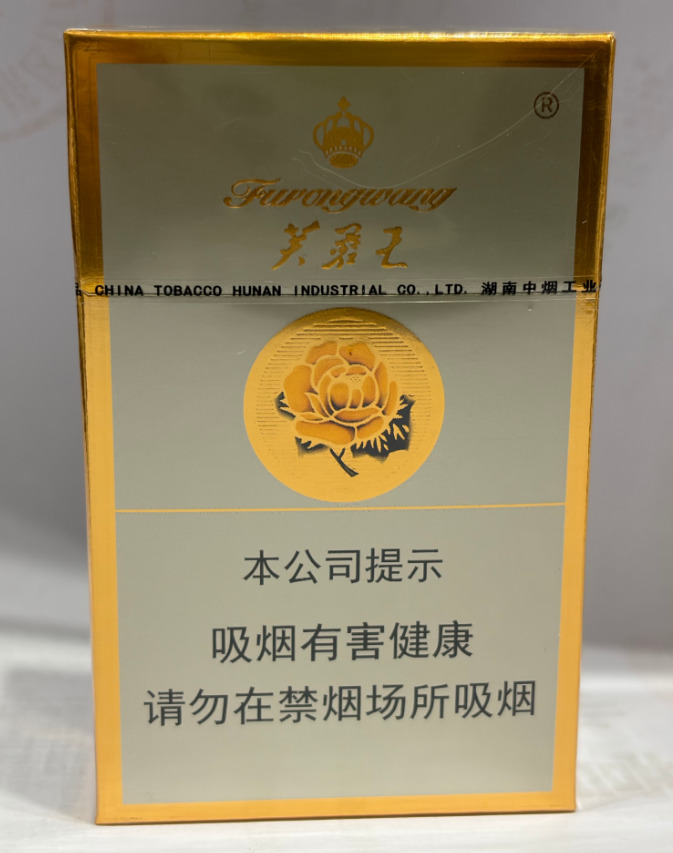 ®
Furongwang
芙蓉王
CHINA TOBACCO HUNAN INDUSTRIAL CO.,LTD. 湖南中烟工业
本公司提示
吸烟有害健康
请勿在禁烟场所吸烟